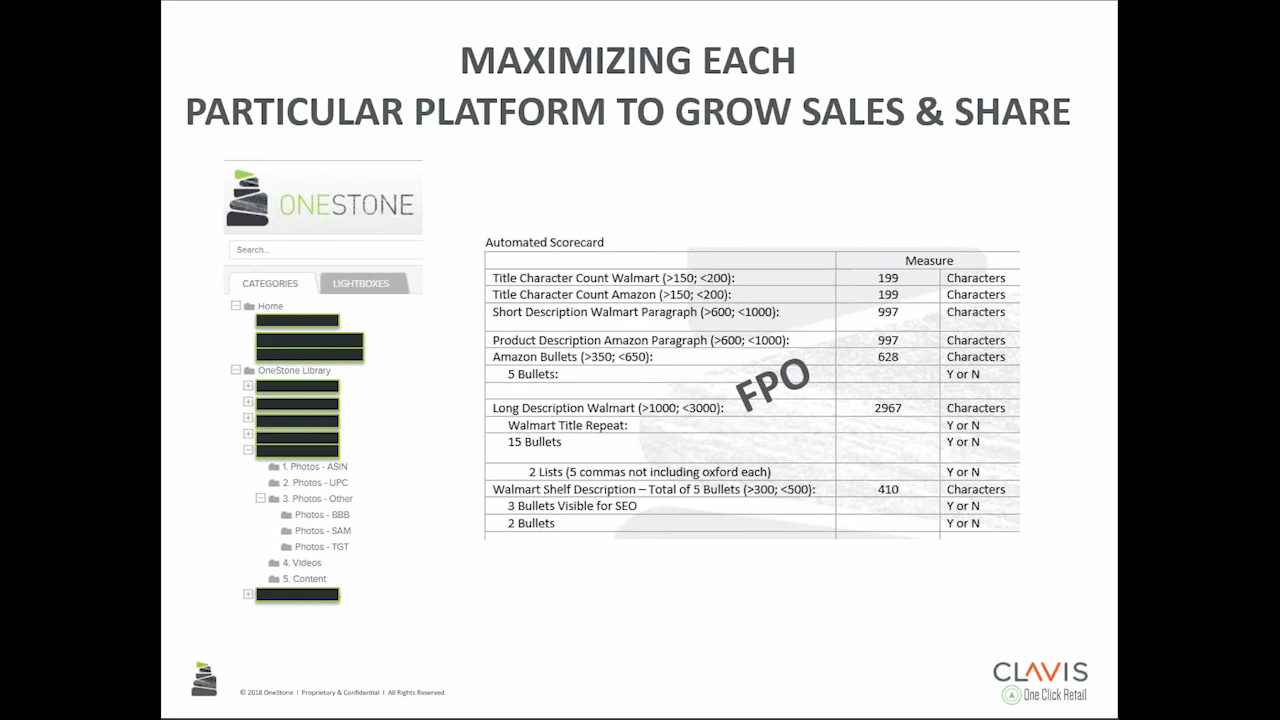 MAXIMIZING EACH
PARTICULAR PLATFORM TO GROW SALES & SHARE
ONESTONE
Search...
CATEGORIES
LIGHTBOXES
Home
OneStone Library
1. Photos - ASIN
2. Photos - UPC
3. Photos - Other
Photos - BBB
Photos - SAM
Photos - TGT
4. Videos
5. Content
Automated Scorecard
Measure
Title Character Count Walmart (>150; <200): 199 Characters
Title Character Count Amazon (>150; <200): 199 Characters
Short Description Walmart Paragraph (>600; <1000): 997 Characters
Product Description Amazon Paragraph (>600; <1000): 997 Characters
Amazon Bullets (>350; <650): 628 Characters
5 Bullets: Y or N
FPO
Long Description Walmart (>1000; <3000): 2967 Characters
Walmart Title Repeat: Y or N
15 Bullets Y or N
2 Lists (5 commas not including oxford each) Y or N
Walmart Shelf Description – Total of 5 Bullets (>300; <500): 410 Characters
3 Bullets Visible for SEO Y or N
2 Bullets Y or N
© 2018 OneStone I Proprietary & Confidential I All Rights Reserved.
CLAVIS
One Click Retail